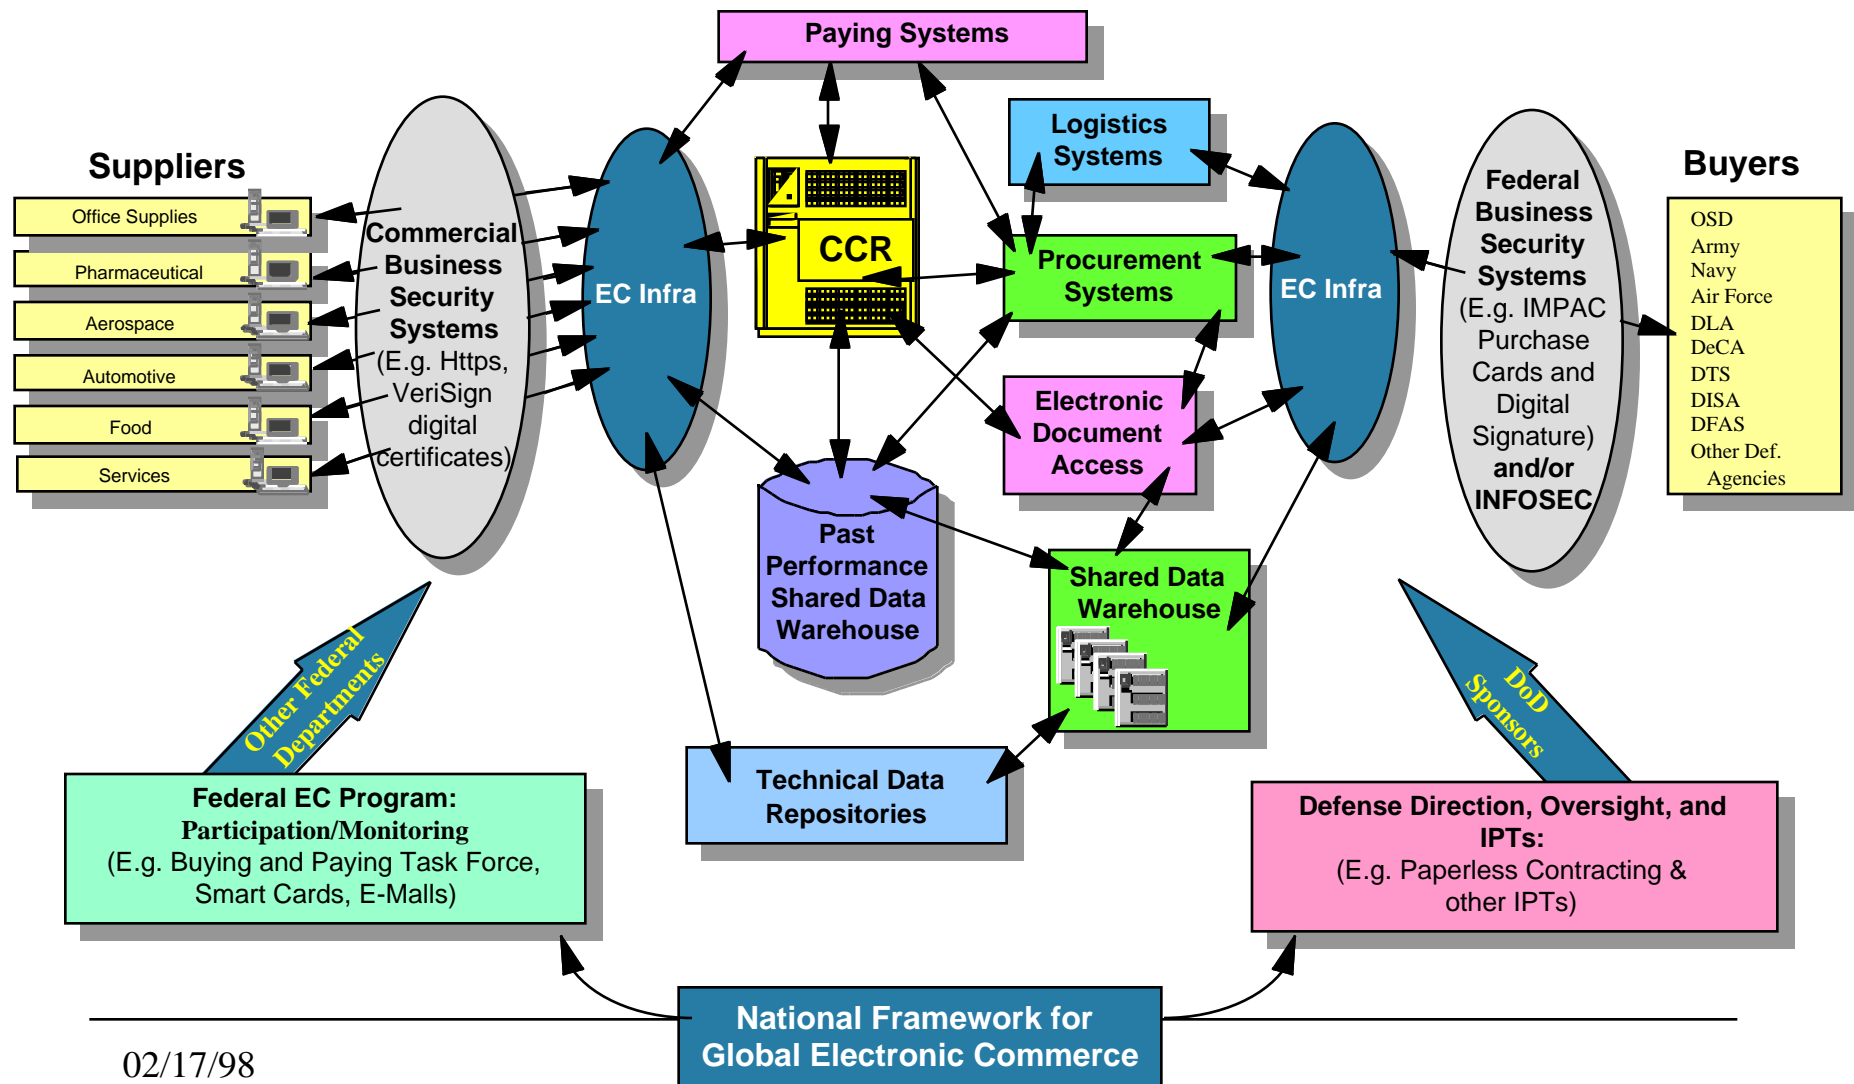 Paying Systems
Suppliers
Office Supplies
Pharmaceutical
Aerospace
Automotive
Food
Services
Commercial
Business
Security
Systems
(E.g. Https,
VeriSign
digital
certificates)
EC Infra
CCR
Logistics
Systems
Procurement
Systems
Electronic
Document
Access
Past
Performance
Shared Data
Warehouse
Shared Data
Warehouse
Technical Data
Repositories
EC Infra
Federal
Business
Security
Systems
(E.g. IMPAC
Purchase
Cards and
Digital
Signature)
and/or
INFOSEC
Buyers
OSD
Army
Navy
Air Force
DLA
DeCA
DTS
DISA
DFAS
Other Def.
Agencies
Other Federal
Departments
DoD
Sponsors
Federal EC Program:
Participation/Monitoring
(E.g. Buying and Paying Task Force,
Smart Cards, E-Malls)
Defense Direction, Oversight, and
IPTs:
(E.g. Paperless Contracting &
other IPTs)
National Framework for
Global Electronic Commerce
02/17/98